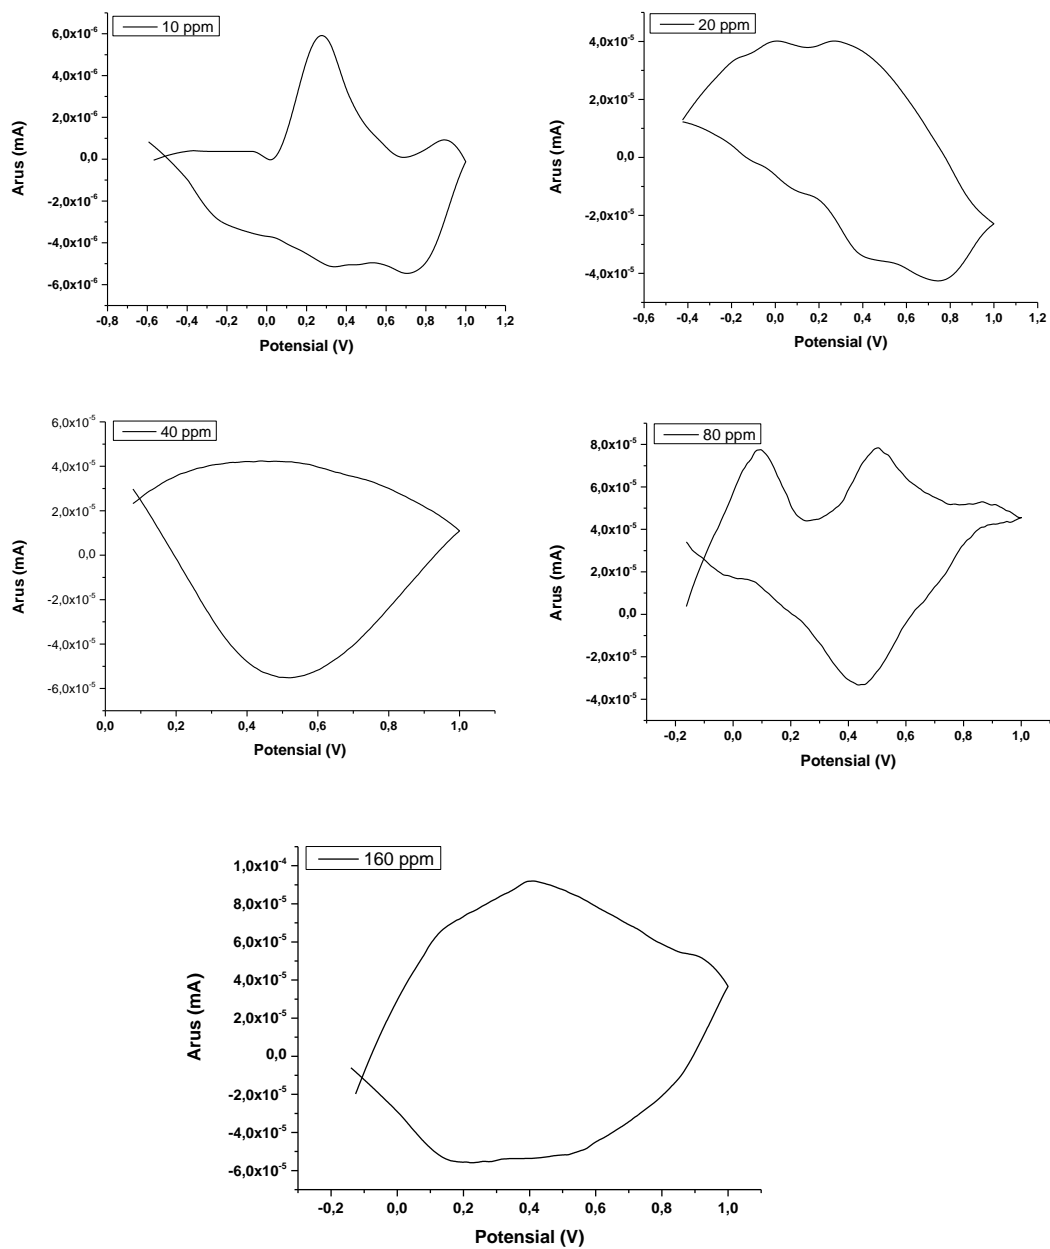 10 ppm
6,0x10⁻⁶
4,0x10⁻⁶
2,0x10⁻⁶
0,0
-2,0x10⁻⁶
-4,0x10⁻⁶
-6,0x10⁻⁶
Arus (mA)
-0,8 -0,6 -0,4 -0,2 0,0 0,2 0,4 0,6 0,8 1,0 1,2
Potensial (V)
20 ppm
4,0x10⁻⁵
2,0x10⁻⁵
0,0
-2,0x10⁻⁵
-4,0x10⁻⁵
Arus (mA)
-0,6 -0,4 -0,2 0,0 0,2 0,4 0,6 0,8 1,0 1,2
Potensial (V)
40 ppm
6,0x10⁻⁵
4,0x10⁻⁵
2,0x10⁻⁵
0,0
-2,0x10⁻⁵
-4,0x10⁻⁵
-6,0x10⁻⁵
Arus (mA)
0,0 0,2 0,4 0,6 0,8 1,0
Potensial (V)
80 ppm
8,0x10⁻⁵
6,0x10⁻⁵
4,0x10⁻⁵
2,0x10⁻⁵
0,0
-2,0x10⁻⁵
-4,0x10⁻⁵
Arus (mA)
-0,2 0,0 0,2 0,4 0,6 0,8 1,0
Potensial (V)
160 ppm
1,0x10⁻⁴
8,0x10⁻⁵
6,0x10⁻⁵
4,0x10⁻⁵
2,0x10⁻⁵
0,0
-2,0x10⁻⁵
-4,0x10⁻⁵
-6,0x10⁻⁵
Arus (mA)
-0,2 0,0 0,2 0,4 0,6 0,8 1,0
Potensial (V)